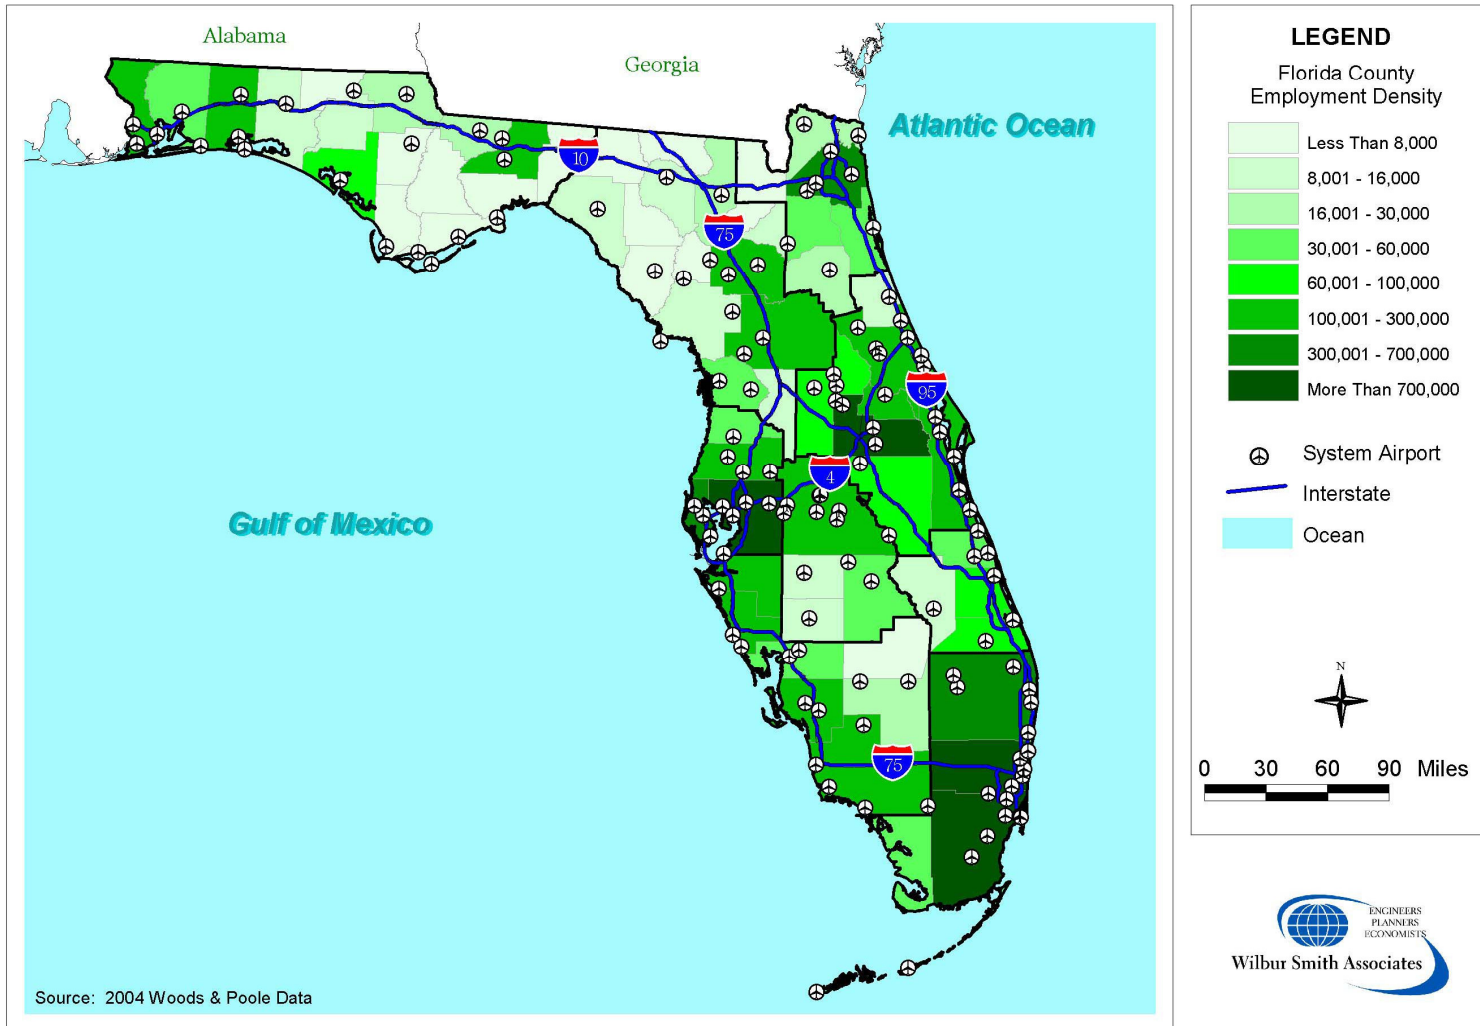 Alabama
Georgia
Atlantic Ocean
Gulf of Mexico
10
75
95
4
75
Source: 2004 Woods & Poole Data
LEGEND
Florida County
Employment Density
Less Than 8,000
8,001 - 16,000
16,001 - 30,000
30,001 - 60,000
60,001 - 100,000
100,001 - 300,000
300,001 - 700,000
More Than 700,000
System Airport
Interstate
Ocean
N
0 30 60 90 Miles
ENGINEERS
PLANNERS
ECONOMISTS
Wilbur Smith Associates